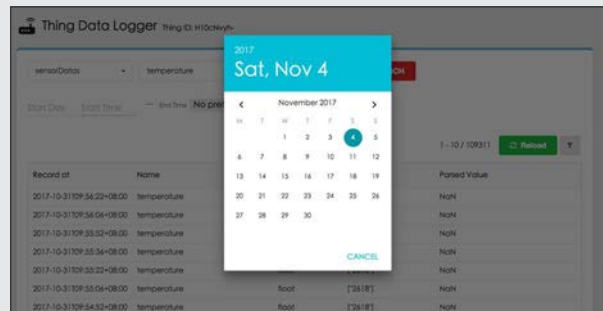 Thing Data Logger Thing ID:
sensorDatas temperature
2017
Sat, Nov 4
Start Day Start Time End Time
November 2017
M T W T F S S
1 2 3 4 5
6 7 8 9 10 11 12
13 14 15 16 17 18 19
20 21 22 23 24 25 26
27 28 29 30
CANCEL
1 - 10 / 109311 Reload
Record at Name Parsed Value
2017-10-31T09:56:22+08:00 temperature NaN
2017-10-31T09:56:06+08:00 temperature NaN
2017-10-31T09:55:52+08:00 temperature NaN
2017-10-31T09:55:36+08:00 temperature NaN
2017-10-31T09:55:22+08:00 temperature NaN
2017-10-31T09:55:06+08:00 temperature float ["2618"] NaN
2017-10-31T09:54:52+08:00 temperature float ["2618"] NaN